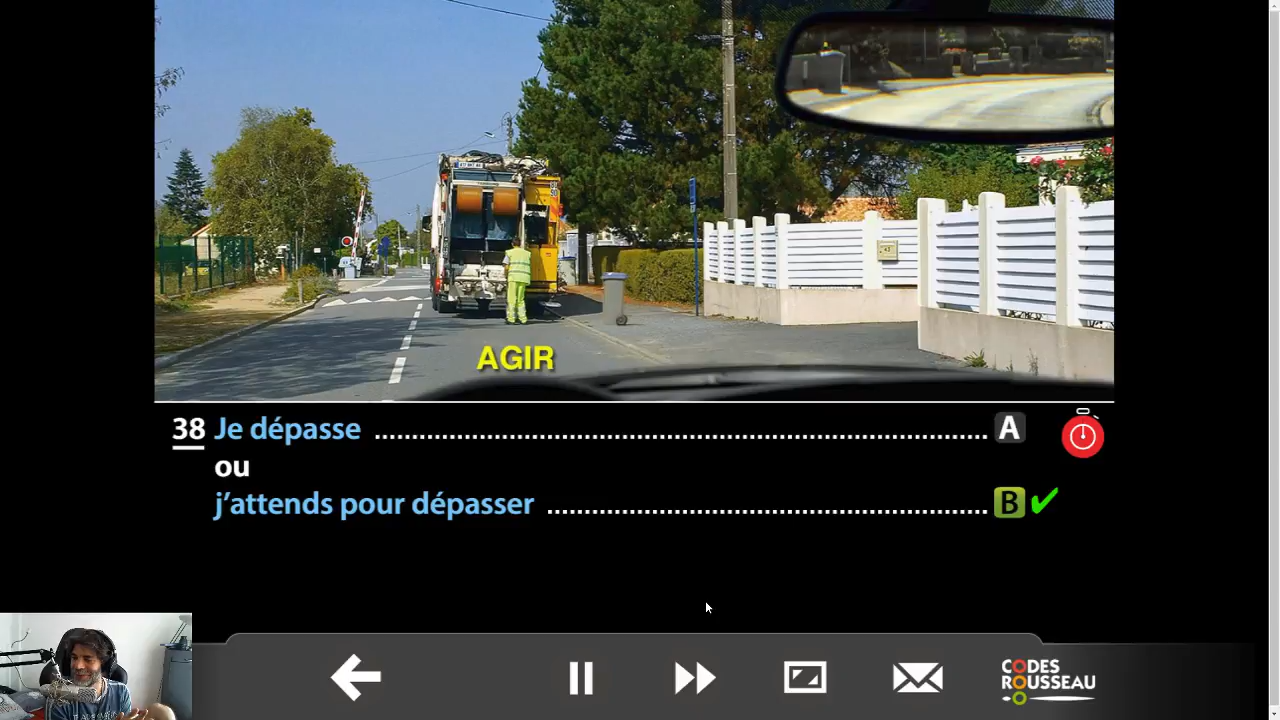 AGIR
38 Je dépasse ........ A
ou
j’attends pour dépasser ........ B
CODES
ROUSSEAU